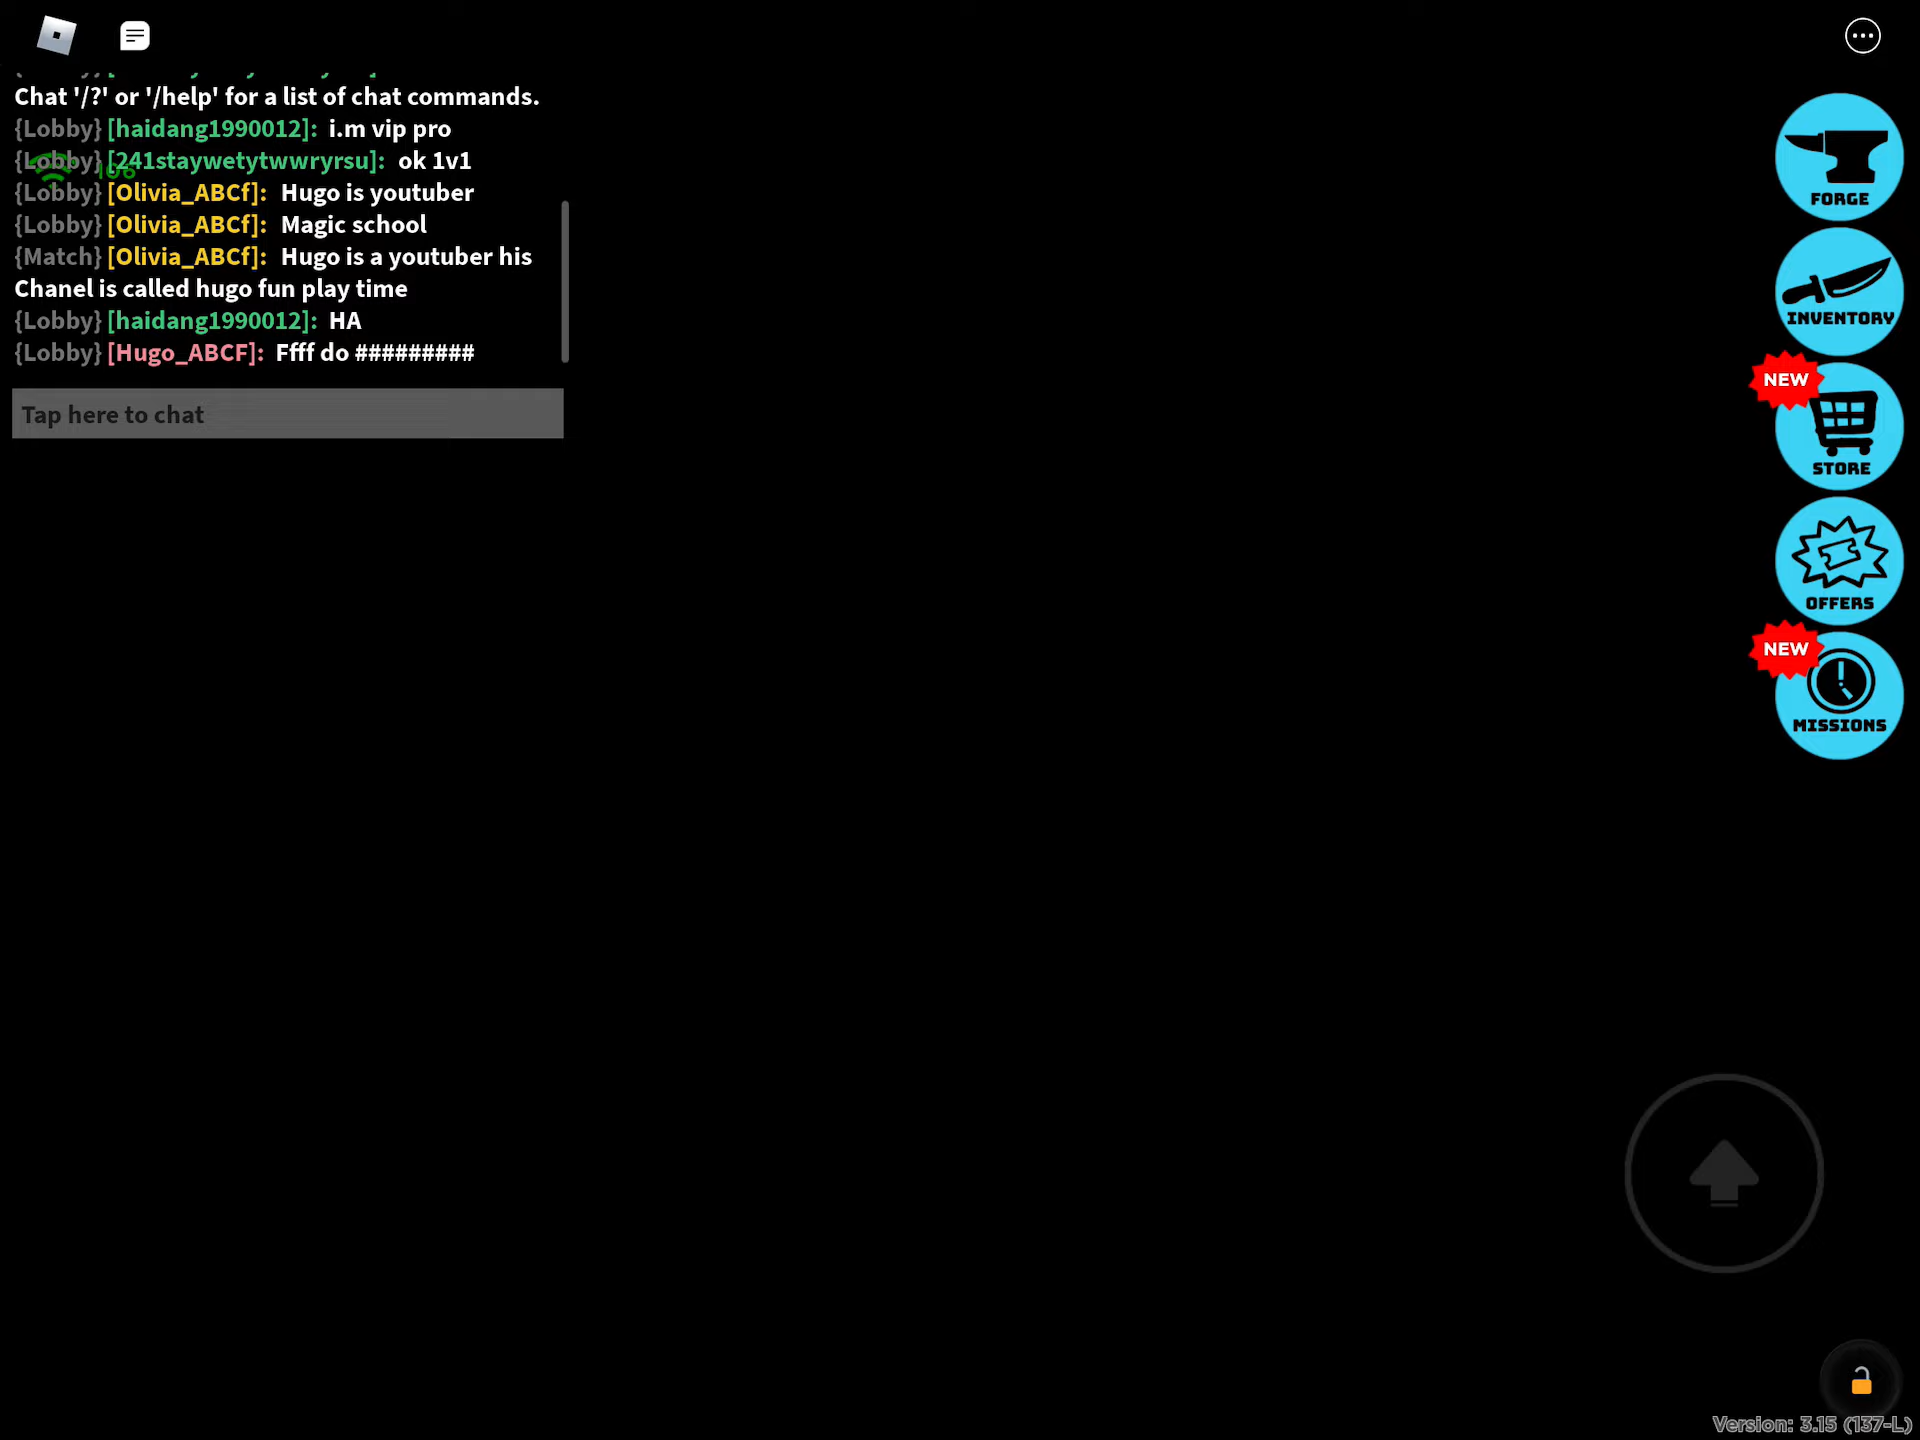 Chat '/?' or '/help' for a list of chat commands.
{Lobby} [haidang1990012]: i.m vip pro
{Lobby} [241staywetytwwryrsu]: ok 1v1
106
{Lobby} [Olivia_ABCf]: Hugo is youtuber
{Lobby} [Olivia_ABCf]: Magic school
{Match} [Olivia_ABCf]: Hugo is a youtuber his
Chanel is called hugo fun play time
{Lobby} [haidang1990012]: HA
{Lobby} [Hugo_ABCF]: Ffff do #########
Tap here to chat
FORGE
INVENTORY
NEW
STORE
OFFERS
NEW
MISSIONS
Version: 3.15 (137-L)